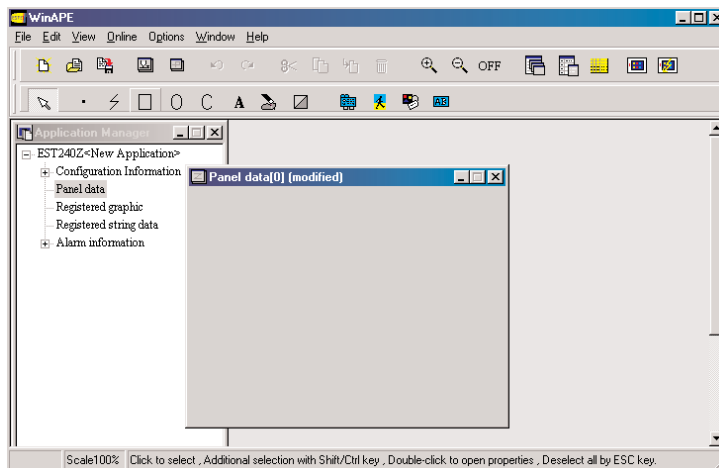 WinAPE
File Edit View Online Options Window Help
OFF
A
AB
Application Manager
EST240Z<New Application>
Configuration Information
Panel data
Registered graphic
Registered string data
Alarm information
Panel data[0] (modified)
Scale100% Click to select , Additional selection with Shift/Ctrl key , Double-click to open properties , Deselect all by ESC key.